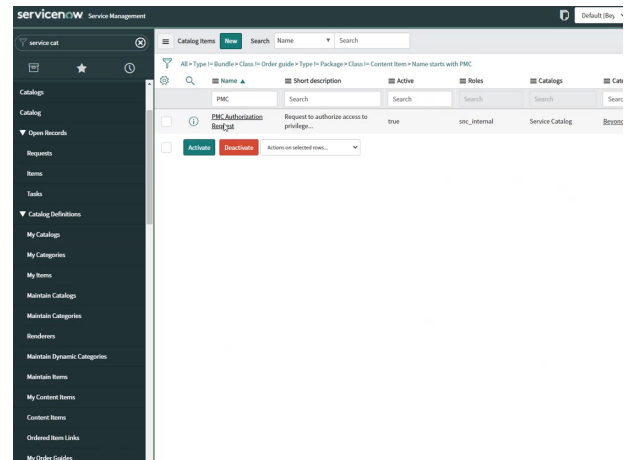 servicenow Service Management
Default |Bey
service cat
Catalog Items New Search Name Search
All > Type != Bundle > Class != Order guide > Type != Package > Class != Content Item > Name starts with PMC
Name Short description Active Roles Catalogs Cate
PMC Search Search Search Search Searc
PMC Authorization Request Request to authorize access to privilege... true snc_internal Service Catalog Beyond
Activate Deactivate Actions on selected rows...
Catalogs
Catalog
Open Records
Requests
Items
Tasks
Catalog Definitions
My Catalogs
My Categories
My Items
Maintain Catalogs
Maintain Categories
Renderers
Maintain Dynamic Categories
Maintain Items
My Content Items
Content Items
Ordered Item Links
My Order Guides